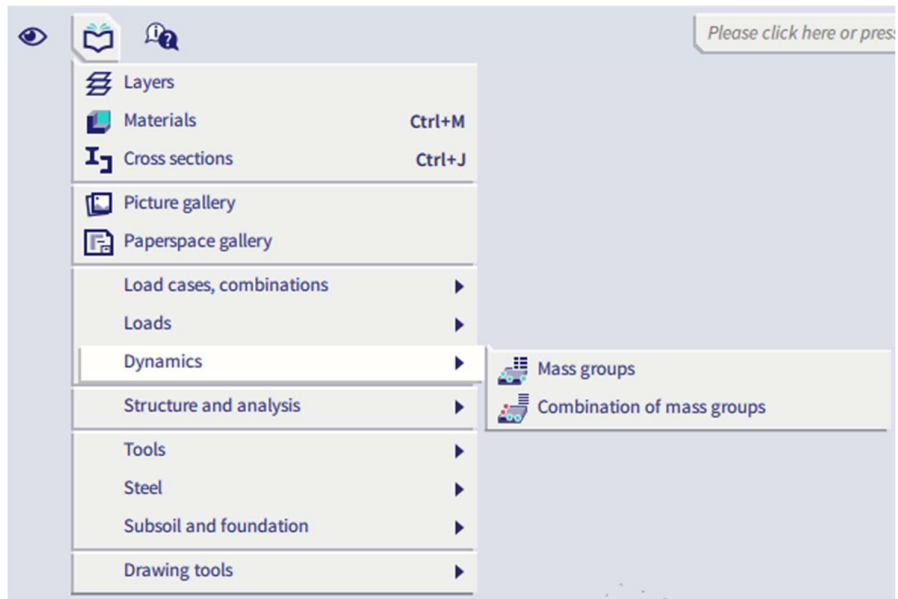 Please click here or press
Layers
Materials Ctrl+M
Cross sections Ctrl+J
Picture gallery
Paperspace gallery
Load cases, combinations
Loads
Dynamics
Mass groups
Combination of mass groups
Structure and analysis
Tools
Steel
Subsoil and foundation
Drawing tools